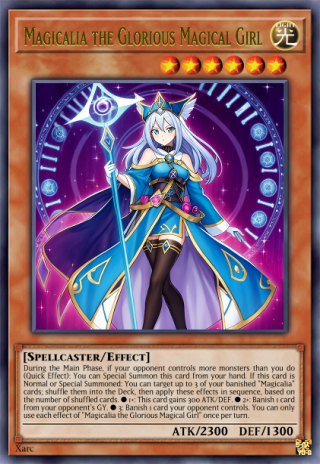 Magicalia the Glorious Magical Girl
LIGHT
光
[Spellcaster/Effect]
During the Main Phase, if your opponent controls more monsters than you do
(Quick Effect): You can Special Summon this card from your hand. If this card is
Normal or Special Summoned: You can target up to 3 of your banished "Magicalia"
cards; shuffle them into the Deck, then apply these effects in sequence, based on
the number of shuffled cards. ● 1+: This card gains 300 ATK/DEF. ● 2+: Banish 1 card
from your opponent's GY. ● 3: Banish 1 card your opponent controls. You can only
use each effect of "Magicalia the Glorious Magical Girl" once per turn.
ATK/2300 DEF/1300
Xarc